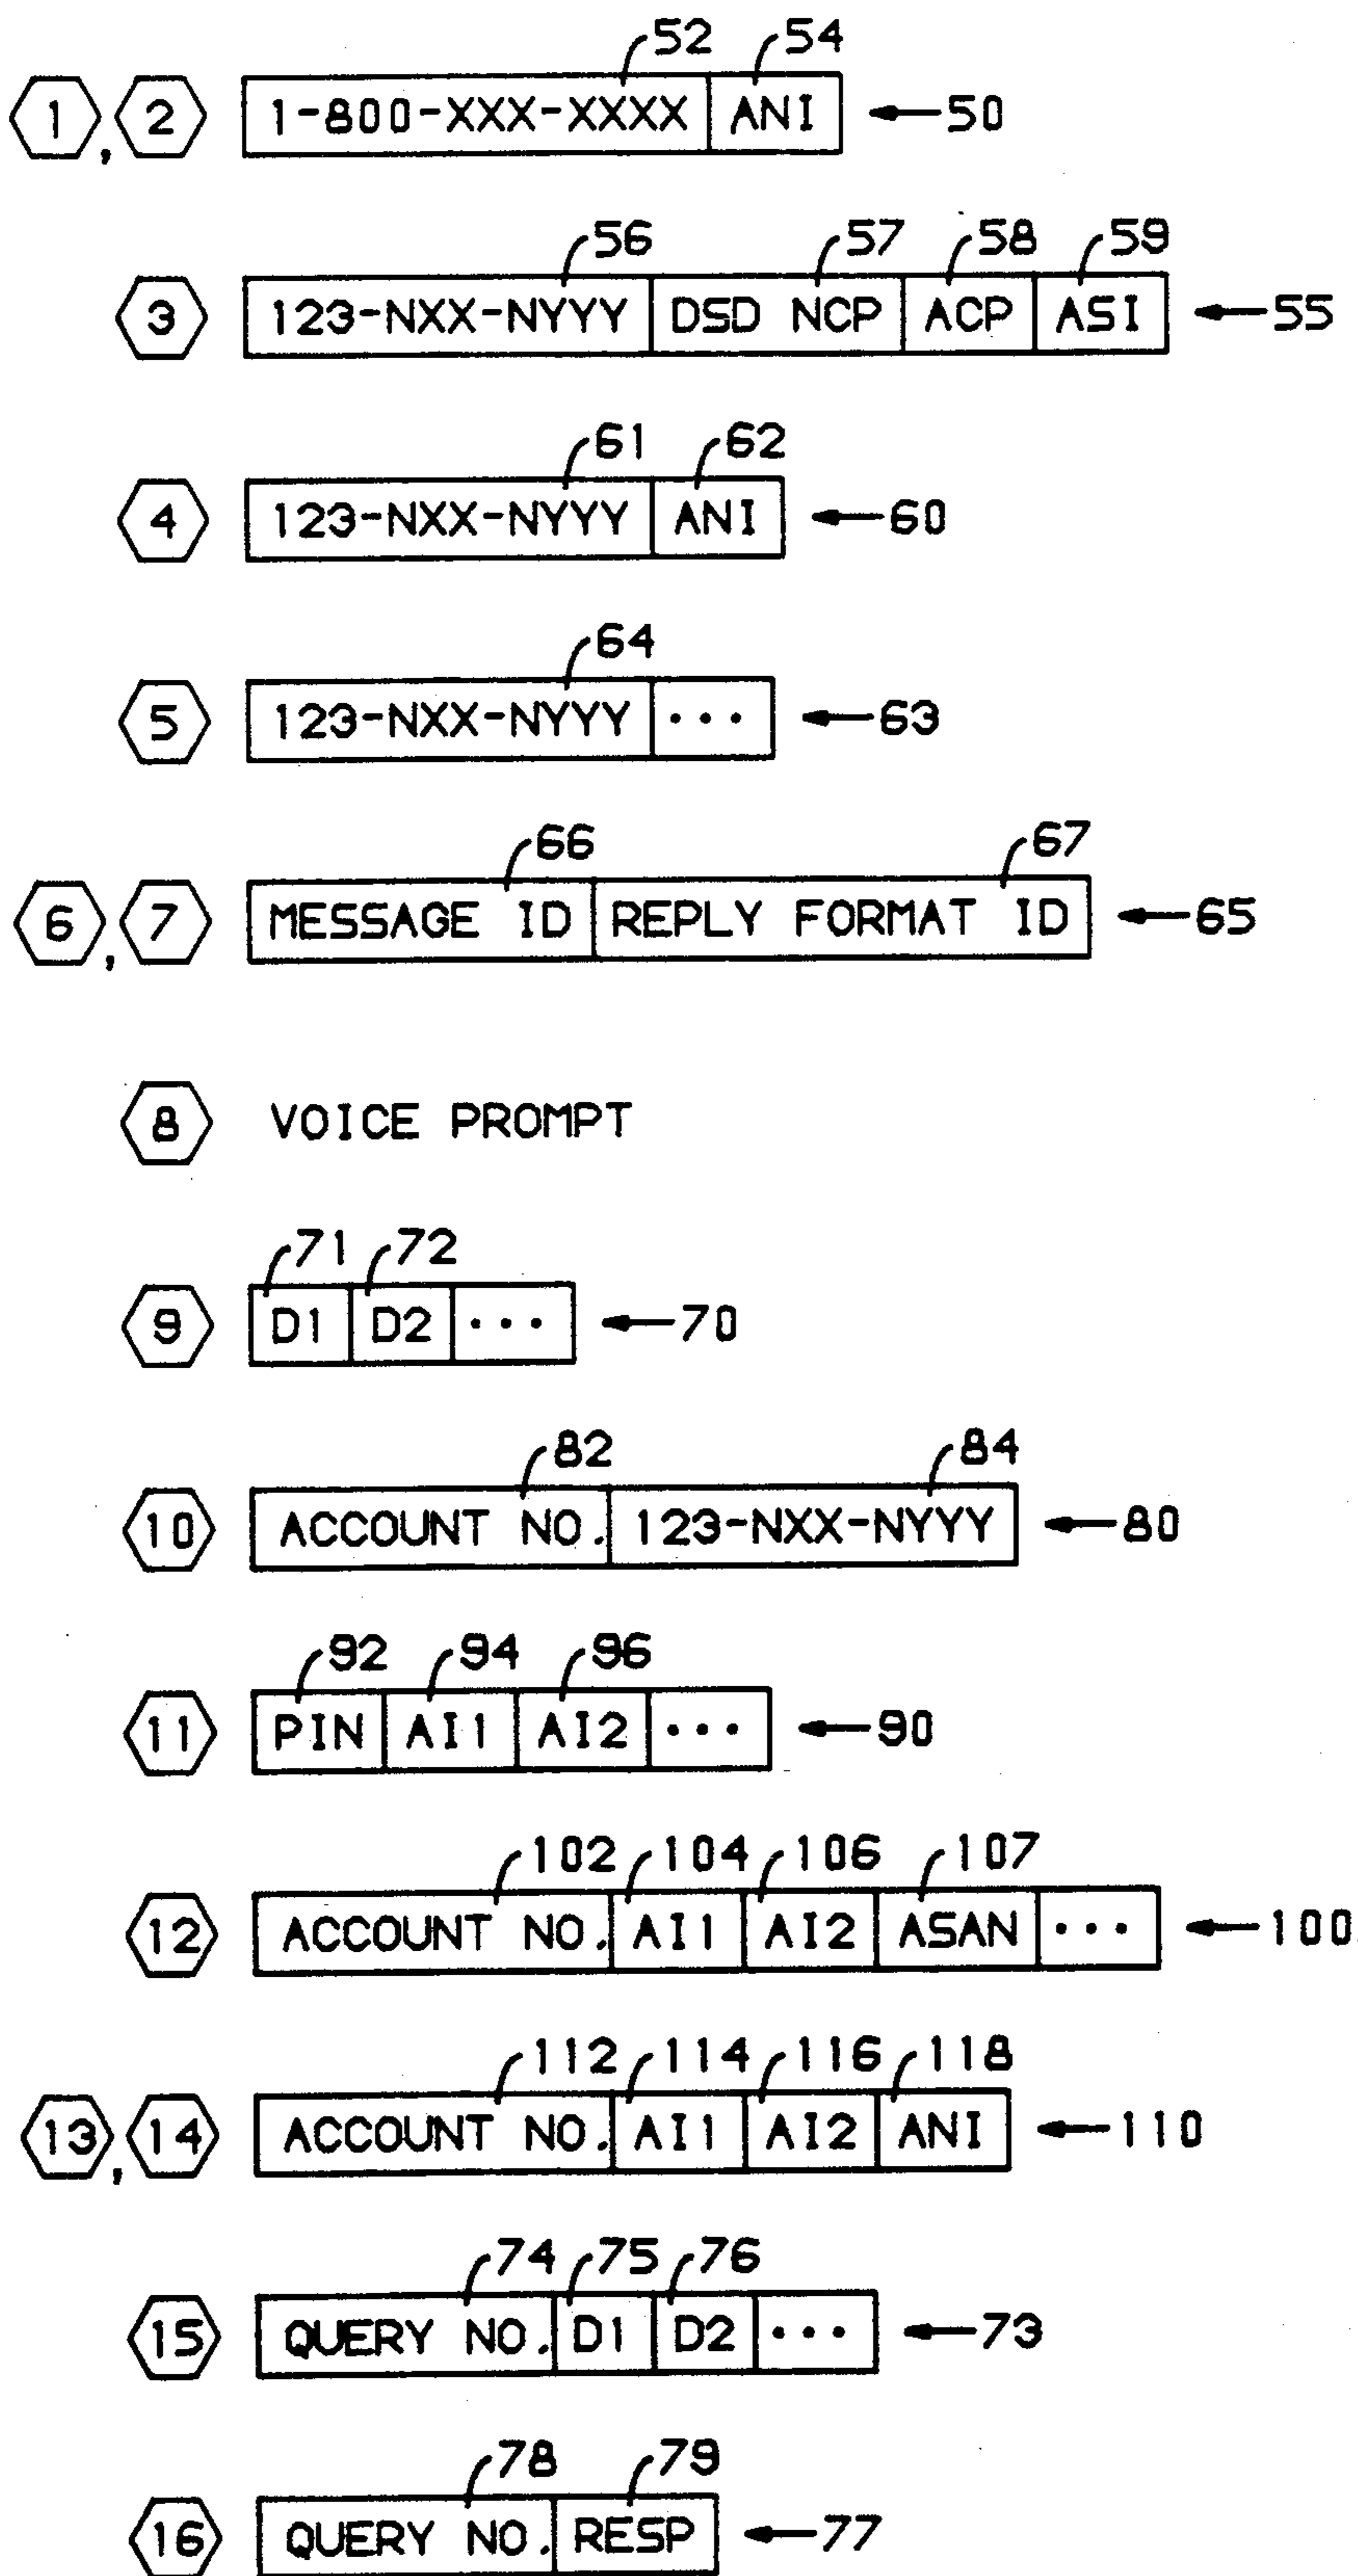 52 54
1 , 2 1-800-XXX-XXXX ANI 50
56 57 58 59
3 123-NXX-NYYY DSD NCP ACP ASI 55
61 62
4 123-NXX-NYYY ANI 60
64
5 123-NXX-NYYY ... 63
66 67
6 , 7 MESSAGE ID REPLY FORMAT ID 65
8 VOICE PROMPT
71 72
9 D1 D2 ... 70
82 84
10 ACCOUNT NO. 123-NXX-NYYY 80
92 94 96
11 PIN AI1 AI2 ... 90
102 104 106 107
12 ACCOUNT NO. AI1 AI2 ASAN ... 100
112 114 116 118
13 , 14 ACCOUNT NO. AI1 AI2 ANI 110
74 75 76
15 QUERY NO. D1 D2 ... 73
78 79
16 QUERY NO. RESP 77